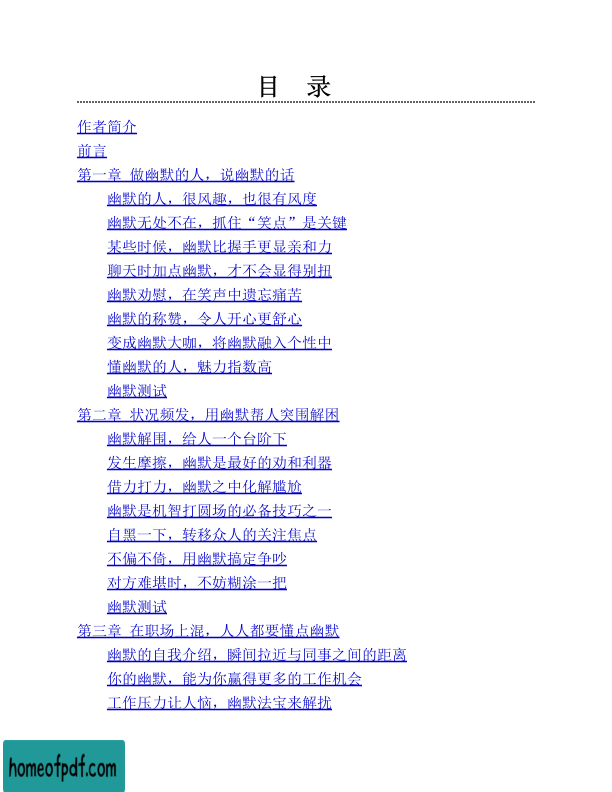 目 录
作者简介
前言
第一章 做幽默的人，说幽默的话
幽默的人，很风趣，也很有风度
幽默无处不在，抓住“笑点”是关键
某些时候，幽默比握手更显亲和力
聊天时加点幽默，才不会显得别扭
幽默劝慰，在笑声中遗忘痛苦
幽默的称赞，令人开心更舒心
变成幽默大咖，将幽默融入个性中
懂幽默的人，魅力指数高
幽默测试
第二章 状况频发，用幽默帮人突围解困
幽默解围，给人一个台阶下
发生摩擦，幽默是最好的劝和利器
借力打力，幽默之中化解尴尬
幽默是机智打圆场的必备技巧之一
自黑一下，转移众人的关注焦点
不偏不倚，用幽默搞定争吵
对方难堪时，不妨糊涂一把
幽默测试
第三章 在职场上混，人人都要懂点幽默
幽默的自我介绍，瞬间拉近与同事之间的距离
你的幽默，能为你赢得更多的工作机会
工作压力让人恼，幽默法宝来解扰
homeofpdf.com